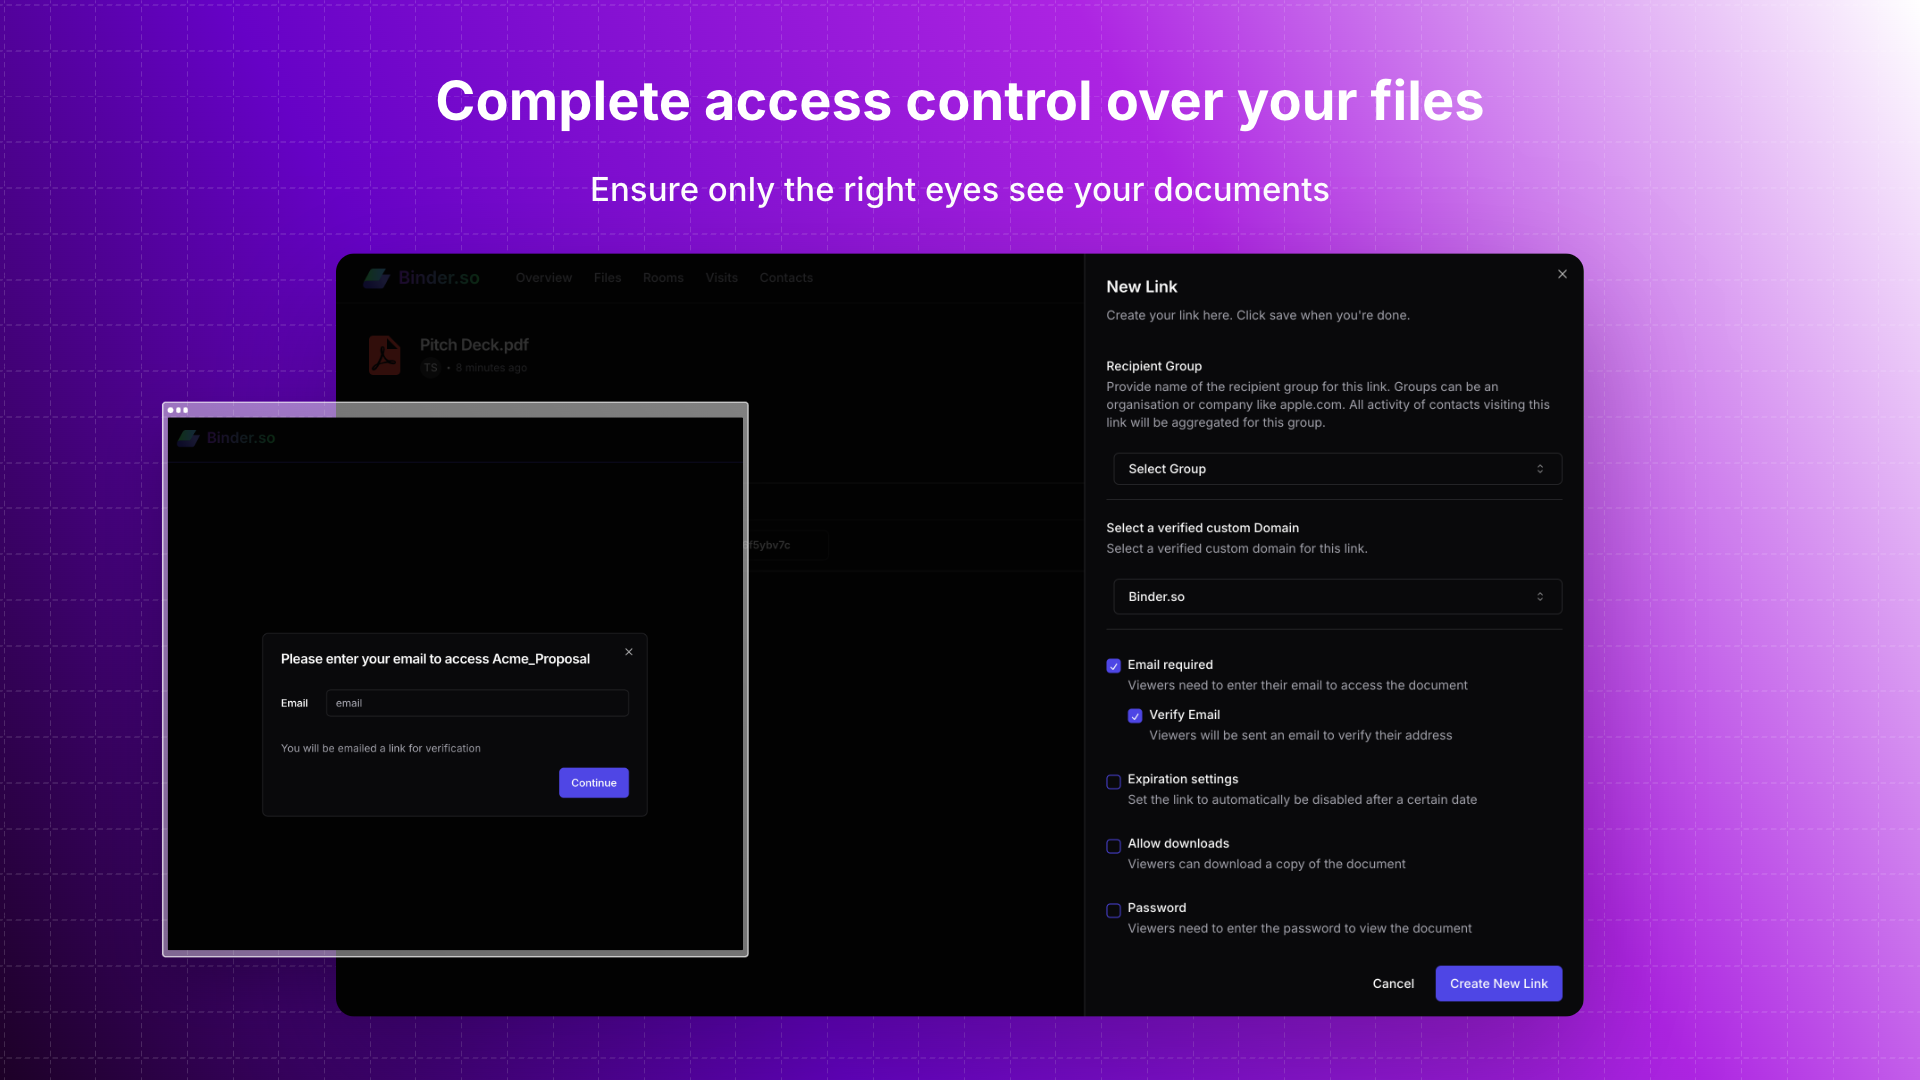 Complete access control over your files
Ensure only the right eyes see your documents
Binder.so
Overview
Files
Rooms
Visits
Contacts
Pitch Deck.pdf
TS • 8 minutes ago
Binder.so
Please enter your email to access Acme_Proposal
Email
email
You will be emailed a link for verification
Continue
New Link
Create your link here. Click save when you're done.
Recipient Group
Provide name of the recipient group for this link. Groups can be an
organisation or company like apple.com. All activity of contacts visiting this
link will be aggregated for this group.
Select Group
Select a verified custom Domain
Select a verified custom domain for this link.
Binder.so
Email required
Viewers need to enter their email to access the document
Verify Email
Viewers will be sent an email to verify their address
Expiration settings
Set the link to automatically be disabled after a certain date
Allow downloads
Viewers can download a copy of the document
Password
Viewers need to enter the password to view the document
Cancel
Create New Link